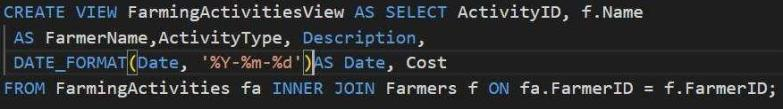 CREATE VIEW FarmingActivitiesView AS SELECT ActivityID, f.Name
AS FarmerName,ActivityType, Description,
DATE_FORMAT(Date, '%Y-%m-%d')AS Date, Cost
FROM FarmingActivities fa INNER JOIN Farmers f ON fa.FarmerID = f.FarmerID;